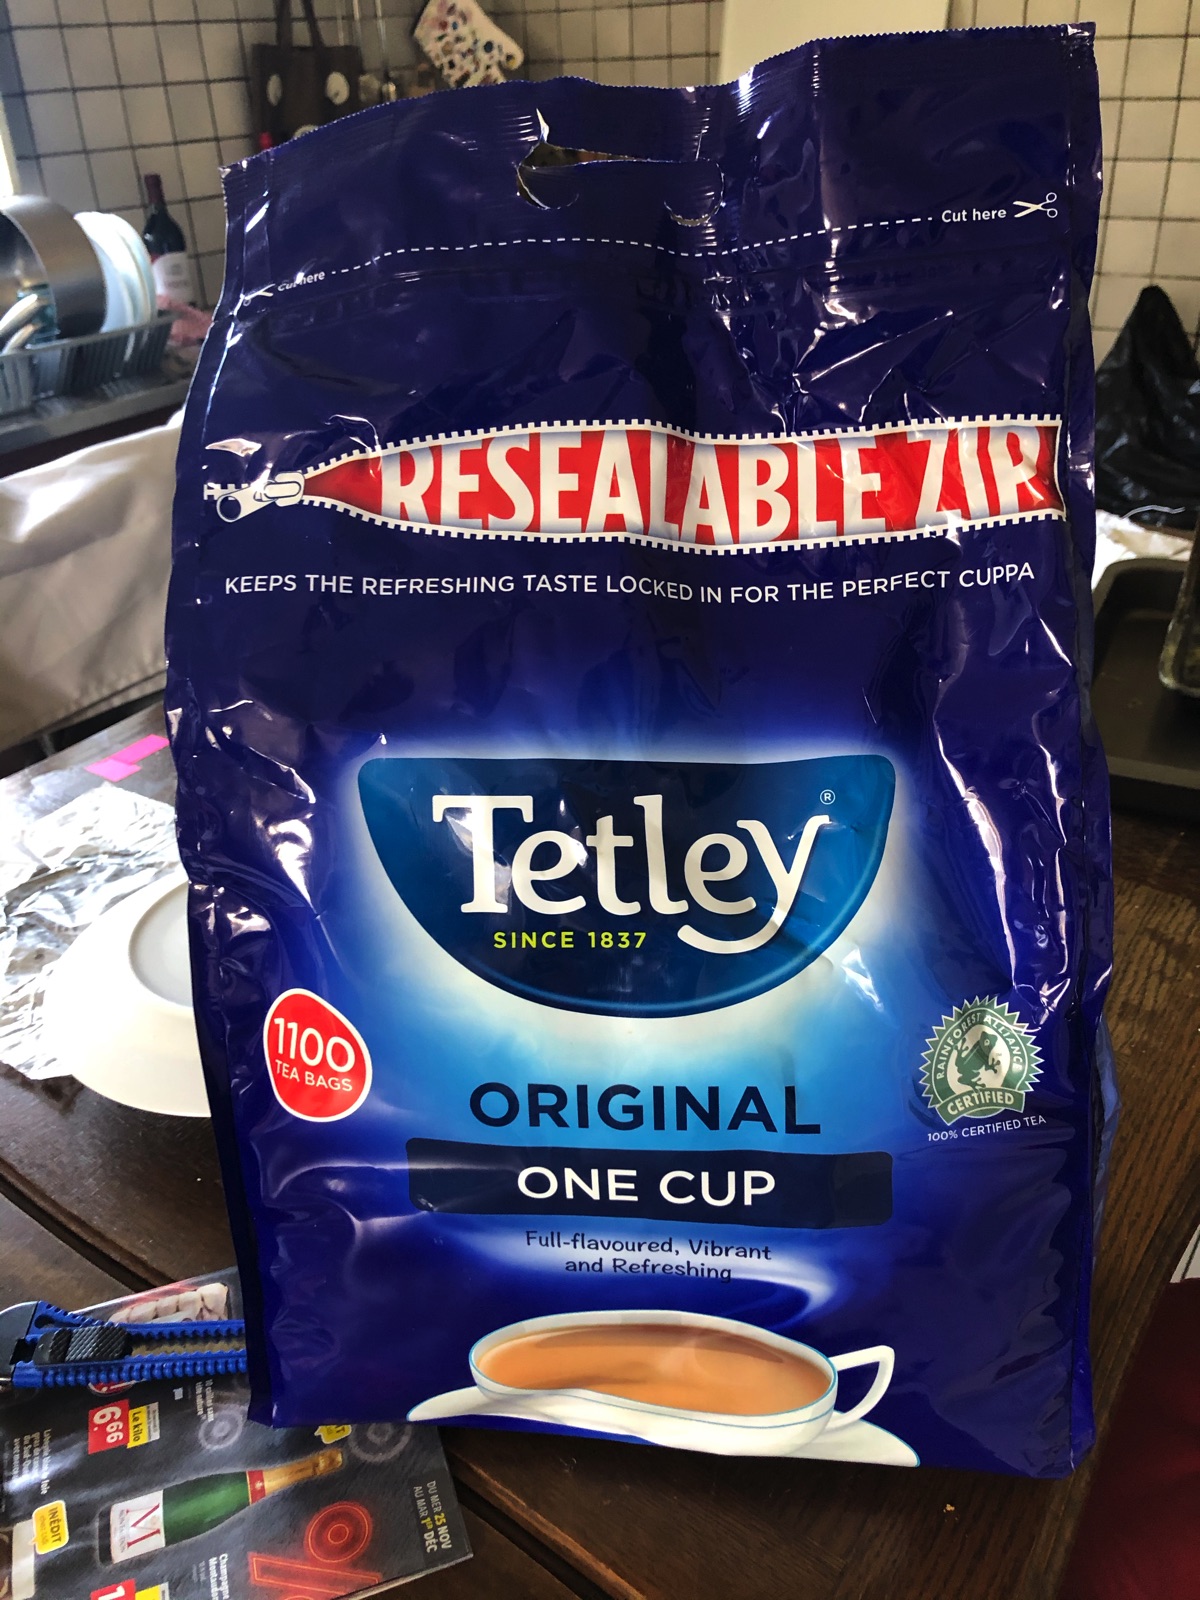 Cut here
Cut here
RESEALABLE ZIP
KEEPS THE REFRESHING TASTE LOCKED IN FOR THE PERFECT CUPPA
Tetley®
SINCE 1837
1100
TEA BAGS
RAINFOREST ALLIANCE
CERTIFIED
100% CERTIFIED TEA
ORIGINAL
ONE CUP
Full-flavoured, Vibrant
and Refreshing
Le kilo
6€66
INÉDIT
M
DU MER 25 NOV
AU MAR 1ER DÉC
%
Champagne